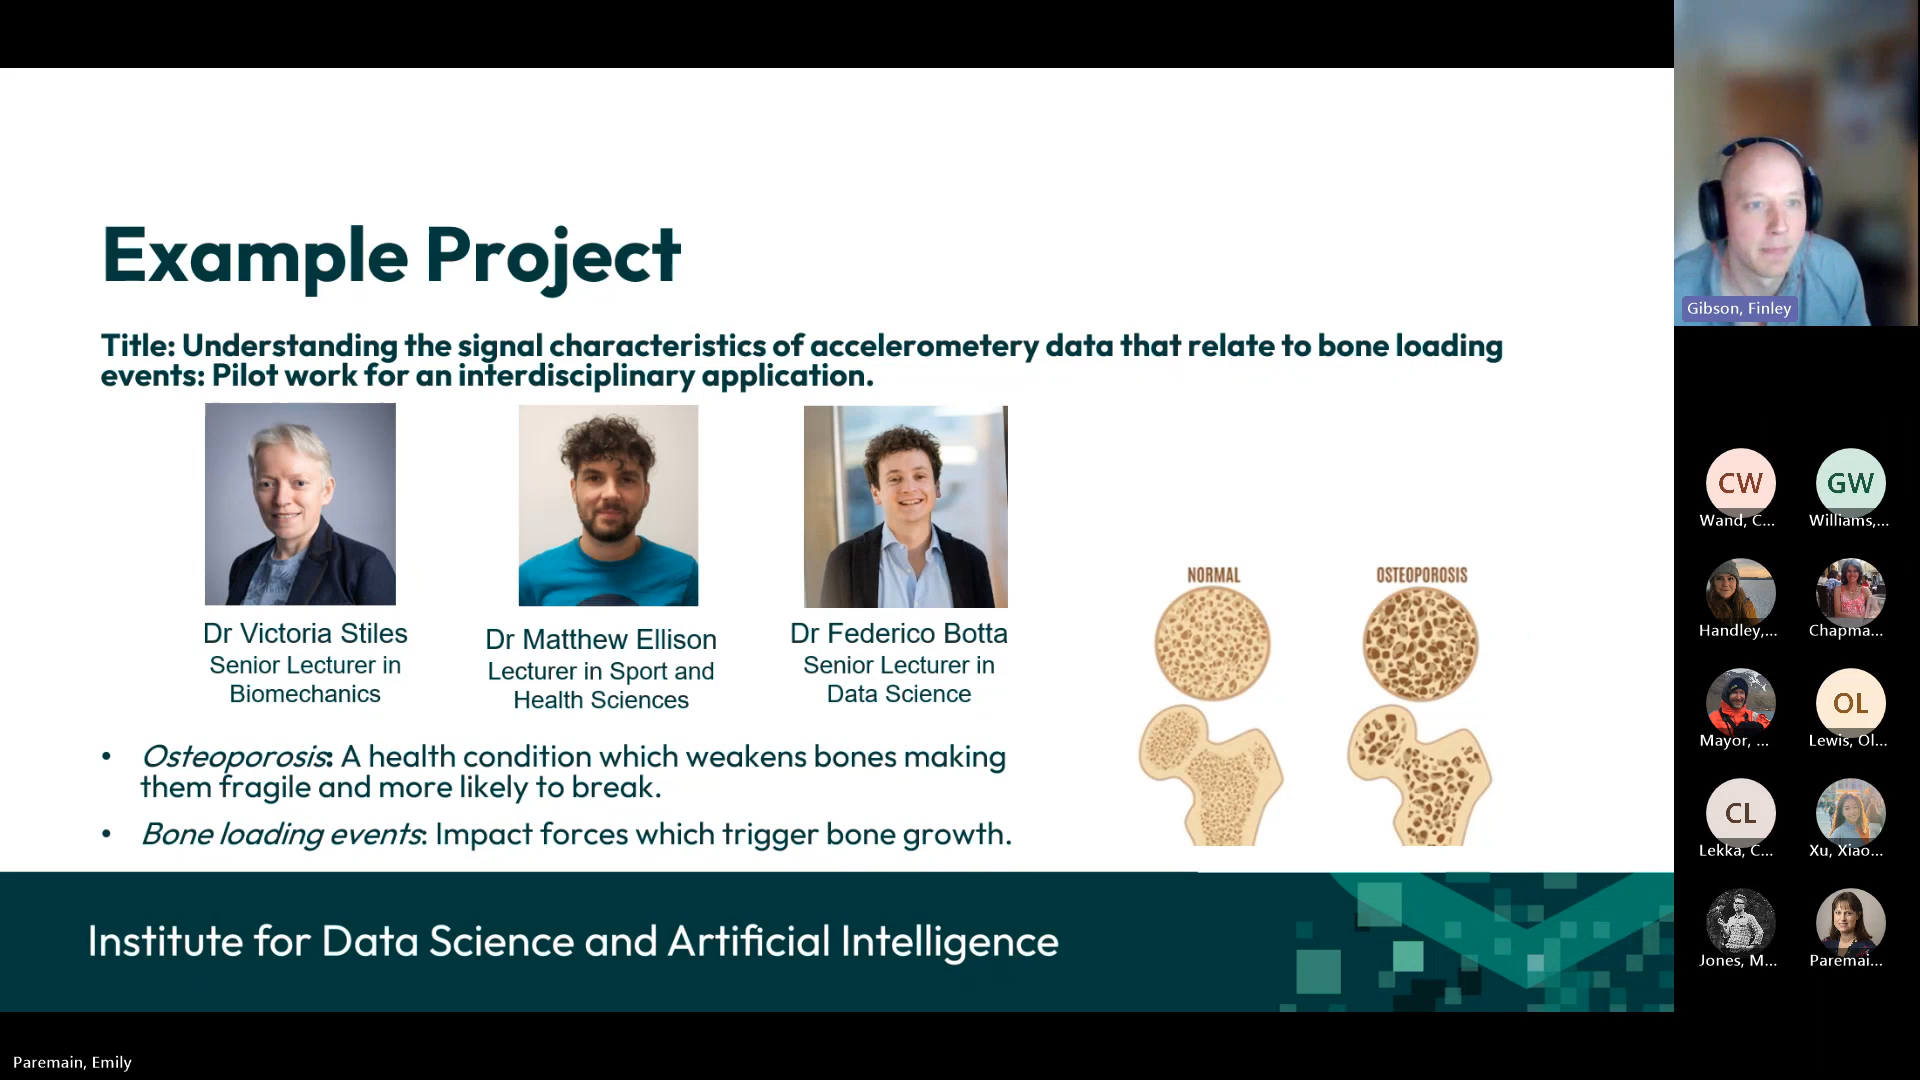 Example Project
Title: Understanding the signal characteristics of accelerometery data that relate to bone loading
events: Pilot work for an interdisciplinary application.
Dr Victoria Stiles
Senior Lecturer in
Biomechanics
Dr Matthew Ellison
Lecturer in Sport and
Health Sciences
Dr Federico Botta
Senior Lecturer in
Data Science
NORMAL
OSTEOPOROSIS
• Osteoporosis: A health condition which weakens bones making
them fragile and more likely to break.
• Bone loading events: Impact forces which trigger bone growth.
Institute for Data Science and Artificial Intelligence
Paremain, Emily
Gibson, Finley
CW
Wand, C...
GW
Williams,...
Handley,...
Chapma...
Mayor, ...
OL
Lewis, Ol...
CL
Lekka, C...
Xu, Xiao...
Jones, M...
Paremai...